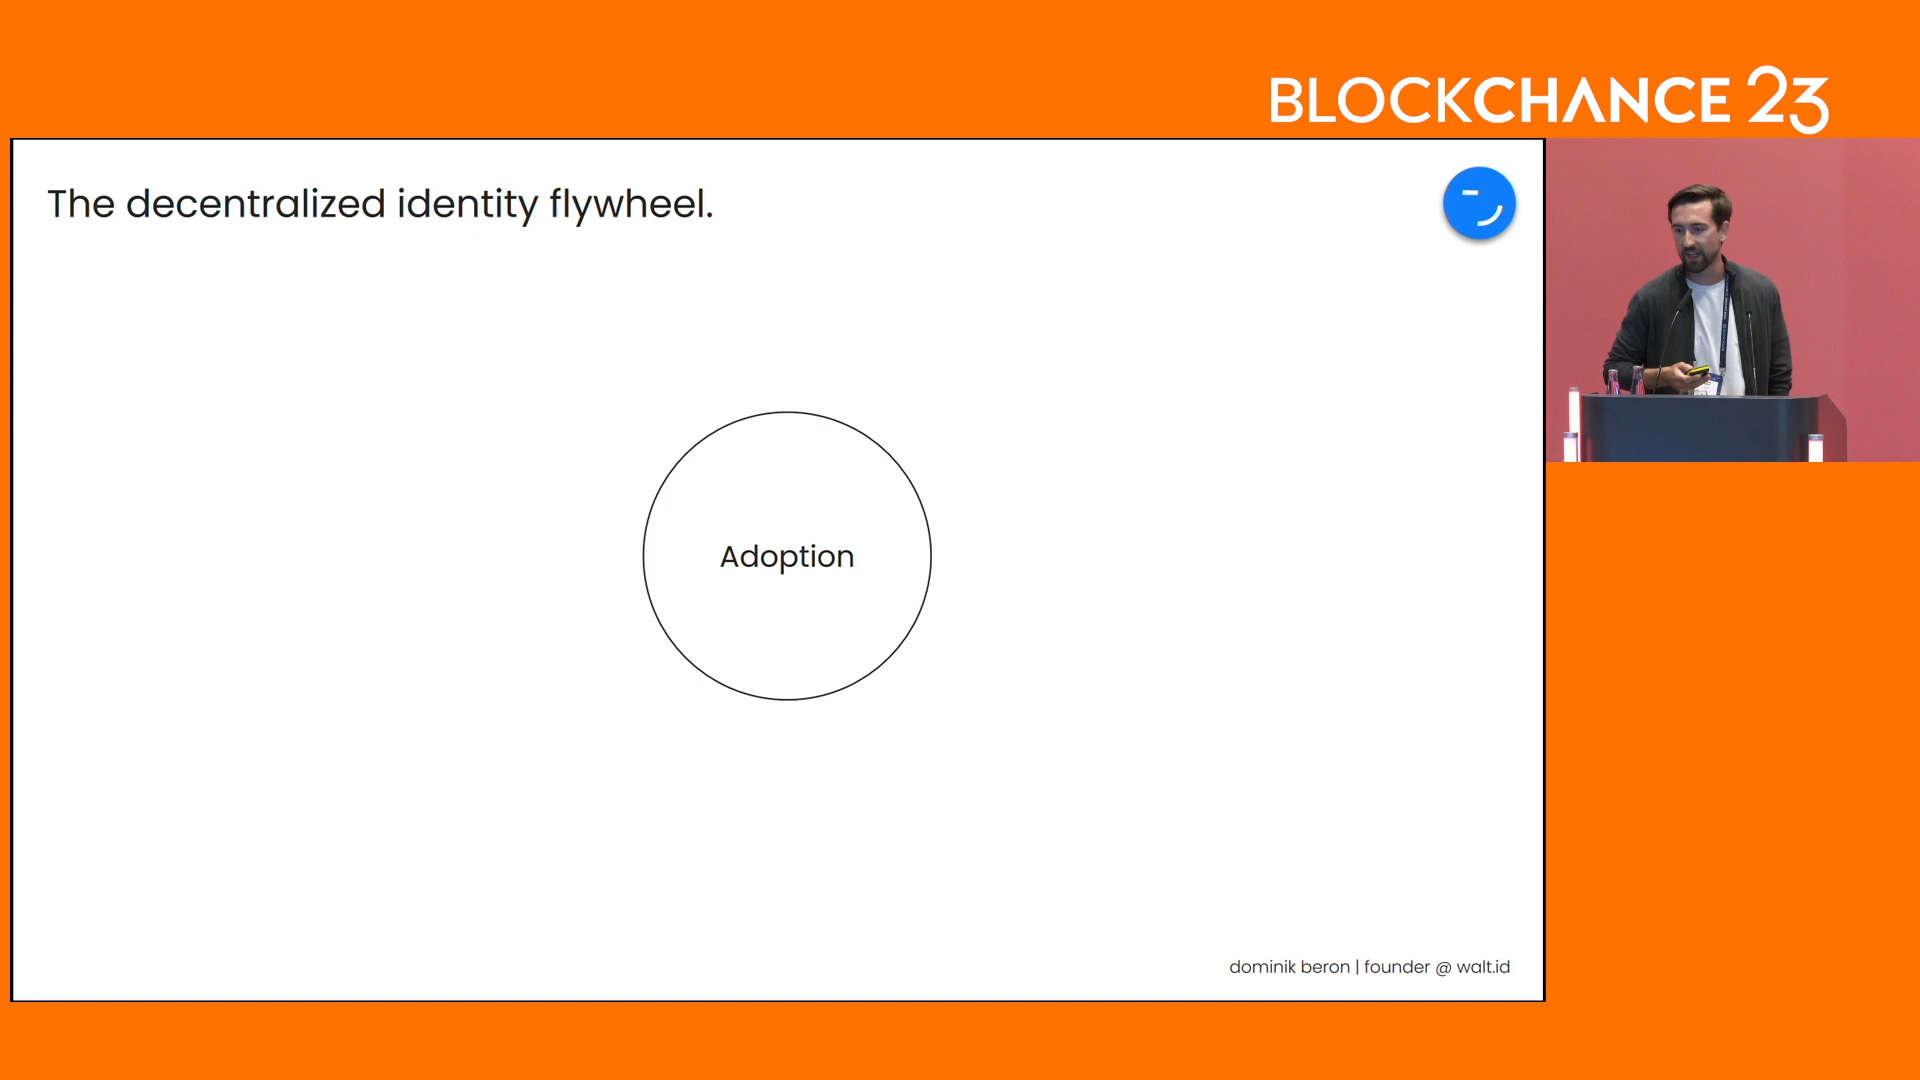 BLOCKCHANCE 23
The decentralized identity flywheel.
Adoption
dominik beron | founder @ walt.id